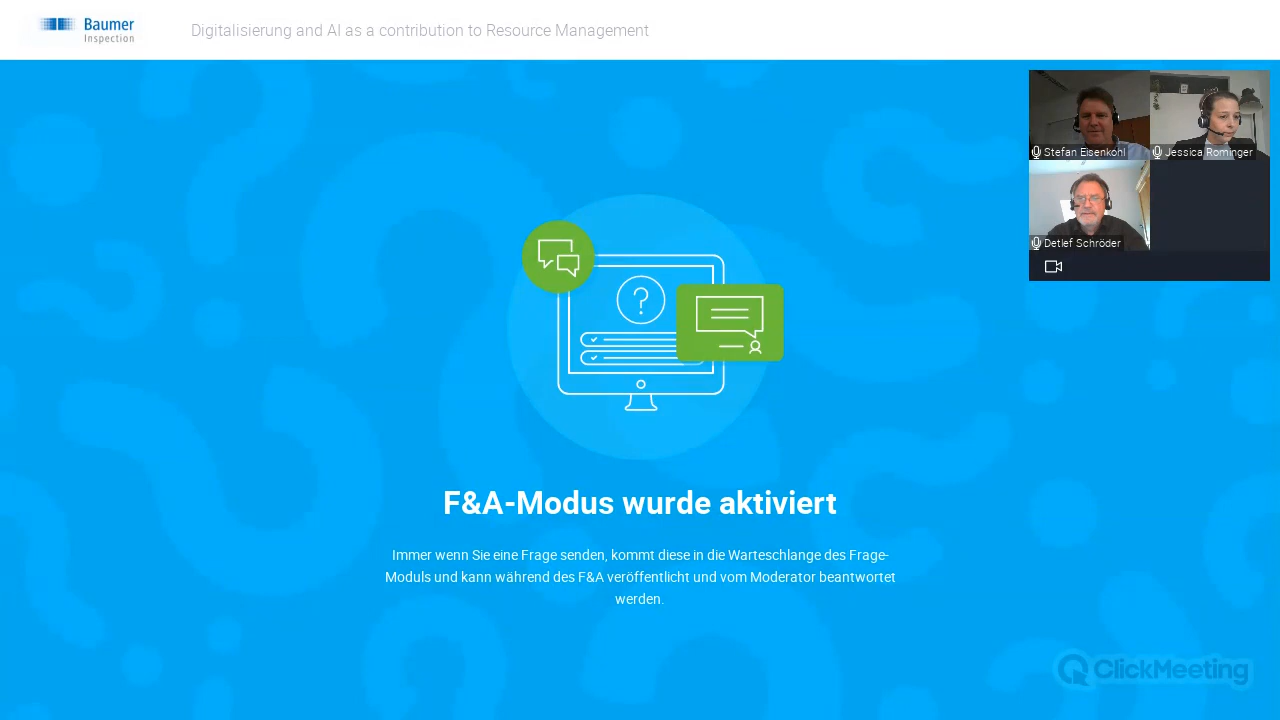 Baumer
Inspection
Digitalisierung and AI as a contribution to Resource Management
Stefan Eisenkohl
Jessica Rominger
Detlef Schröder
F&A-Modus wurde aktiviert
Immer wenn Sie eine Frage senden, kommt diese in die Warteschlange des Frage-
Moduls und kann während des F&A veröffentlicht und vom Moderator beantwortet
werden.
ClickMeeting